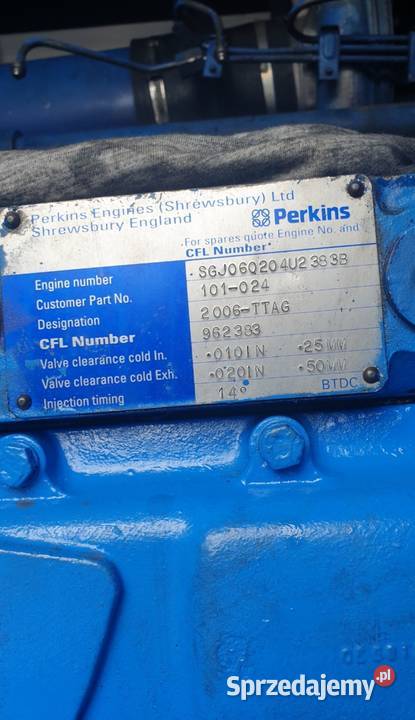 Perkins Engines (Shrewsbury) Ltd
Shrewsbury England
Perkins
For spares quote Engine No. and
CFL Number
Engine number SGJ060204U2383B
Customer Part No. 101-024
Designation 2006-TTAG
CFL Number 962383
Valve clearance cold In. .010IN .25MM
Valve clearance cold Exh. .020IN .50MM
Injection timing 14° BTDC
Sprzedajemy.pl